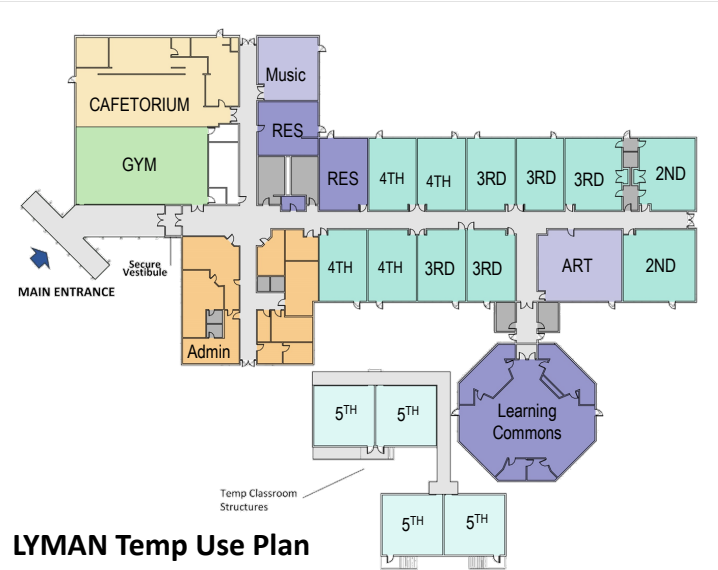 Music
CAFETORIUM
RES
GYM
RES
4TH
4TH
3RD
3RD
3RD
2ND
Secure
Vestibule
MAIN ENTRANCE
4TH
4TH
3RD
3RD
ART
2ND
Admin
5TH
5TH
Learning
Commons
Temp Classroom
Structures
5TH
5TH
LYMAN Temp Use Plan